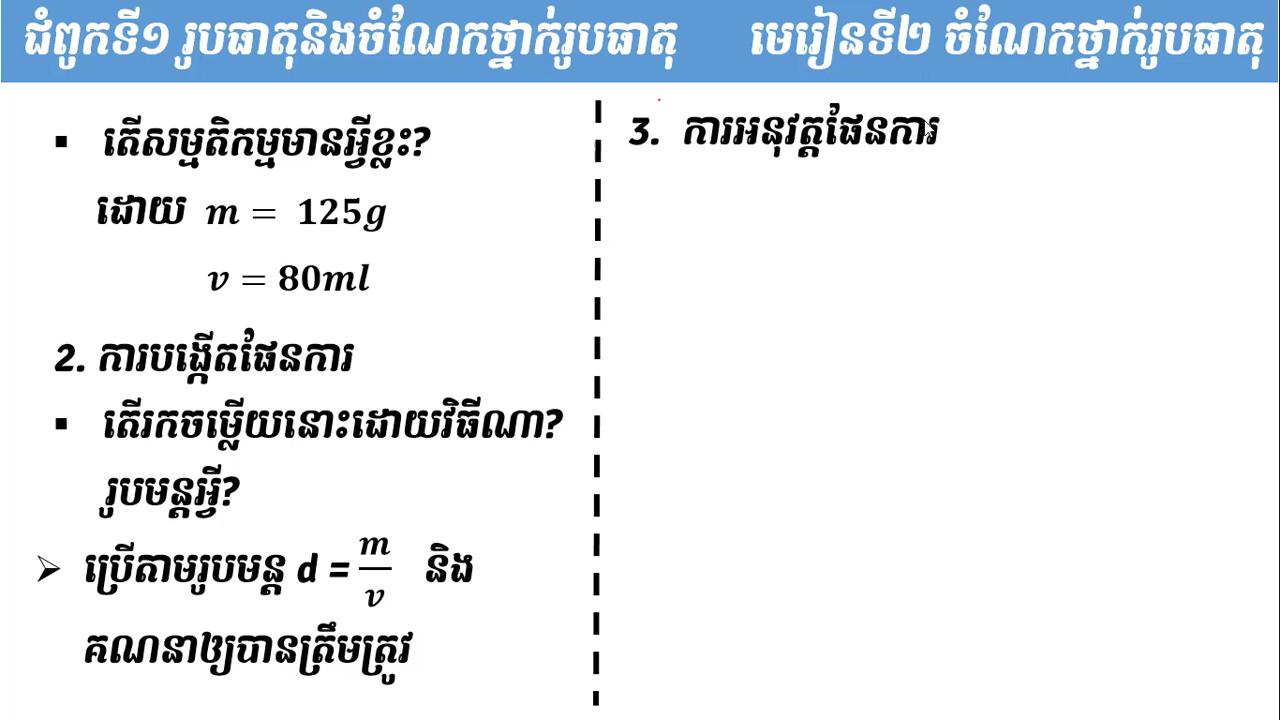 ជំពូកទី១ រូបធាតុនិងចំណែកថ្នាក់រូបធាតុ មេរៀនទី២ ចំណែកថ្នាក់រូបធាតុ
▪ តើសម្មតិកម្មមានអ្វីខ្លះ?
ដោយ m = 125g
v = 80ml
2. ការបង្កើតផែនការ
▪ តើរកចម្លើយនោះដោយវិធីណា?
រូបមន្តអ្វី?
➢ ប្រើតាមរូបមន្ត d = m/v និង
គណនាឲ្យបានត្រឹមត្រូវ
3. ការអនុវត្តផែនការ